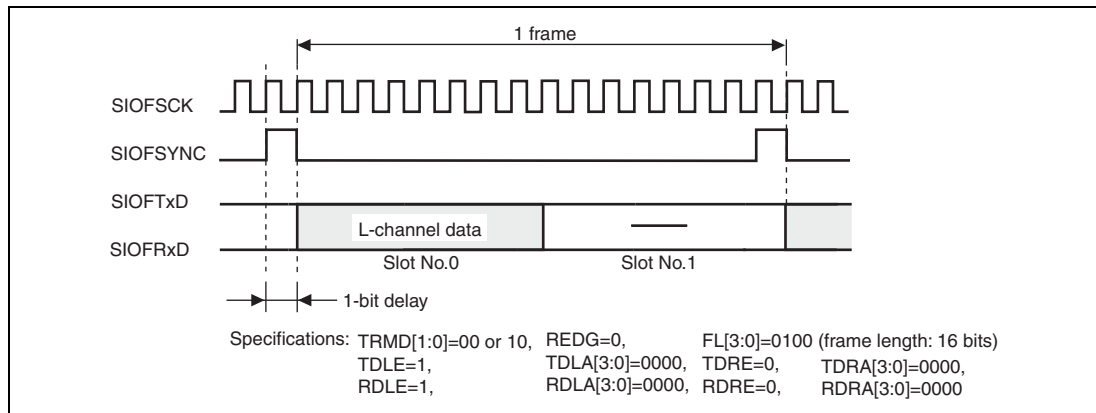 1 frame
SIOFSCK
SIOFSYNC
SIOFTxD
L-channel data
SIOFRxD
Slot No.0 Slot No.1
1-bit delay
Specifications: TRMD[1:0]=00 or 10, REDG=0, FL[3:0]=0100 (frame length: 16 bits)
TDLE=1, TDLA[3:0]=0000, TDRE=0, TDRA[3:0]=0000,
RDLE=1, RDLA[3:0]=0000, RDRE=0, RDRA[3:0]=0000